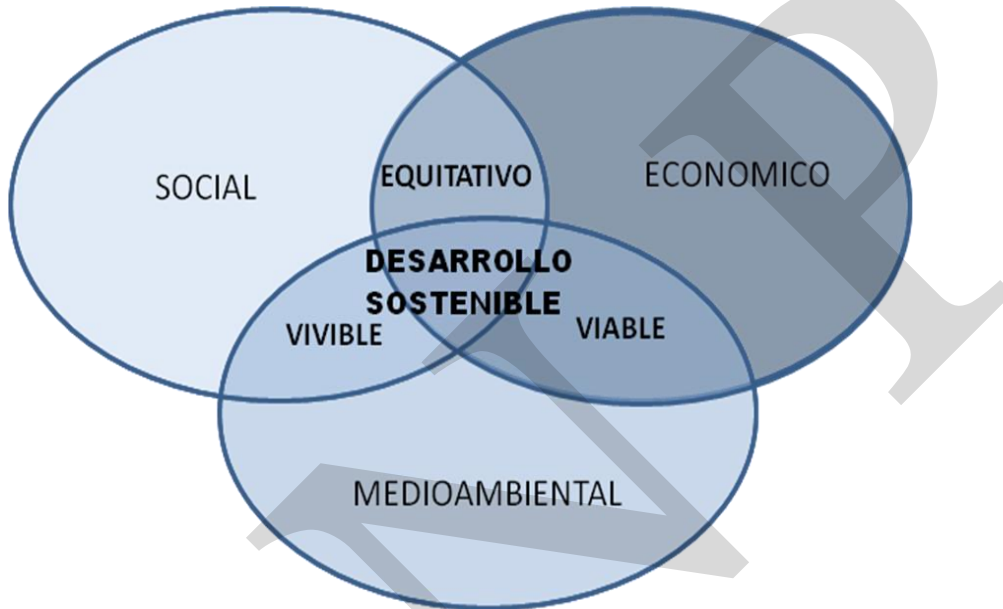 SOCIAL
EQUITATIVO
ECONOMICO
DESARROLLO
SOSTENIBLE
VIVIBLE
VIABLE
MEDIOAMBIENTAL